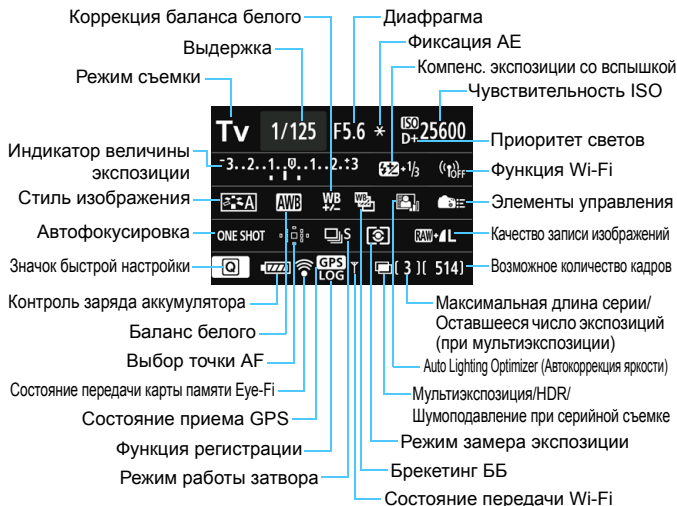 Коррекция баланса белого
Диафрагма
Выдержка
Фиксация AE
Режим съемки
Компенс. экспозиции со вспышкой
Чувствительность ISO
Tv 1/125 F5.6 * ISO D+ 25600
Приоритет светов
Индикатор величины экспозиции
-3..2..1..0..1..2.:3
+1/3
OFF
Функция Wi-Fi
Стиль изображения
A AWB WB +/- WB
Элементы управления
Автофокусировка
ONE SHOT S RAW+L
Качество записи изображений
Значок быстрой настройки
Q GPS LOG [ 3 ][ 514]
Возможное количество кадров
Контроль заряда аккумулятора
Максимальная длина серии/
Оставшееся число экспозиций
(при мультиэкспозиции)
Баланс белого
Выбор точки AF
Auto Lighting Optimizer (Автокоррекция яркости)
Состояние передачи карты памяти Eye-Fi
Мультиэкспозиция/HDR/
Шумоподавление при серийной съемке
Состояние приема GPS
Режим замера экспозиции
Функция регистрации
Брекетинг ББ
Режим работы затвора
Состояние передачи Wi-Fi